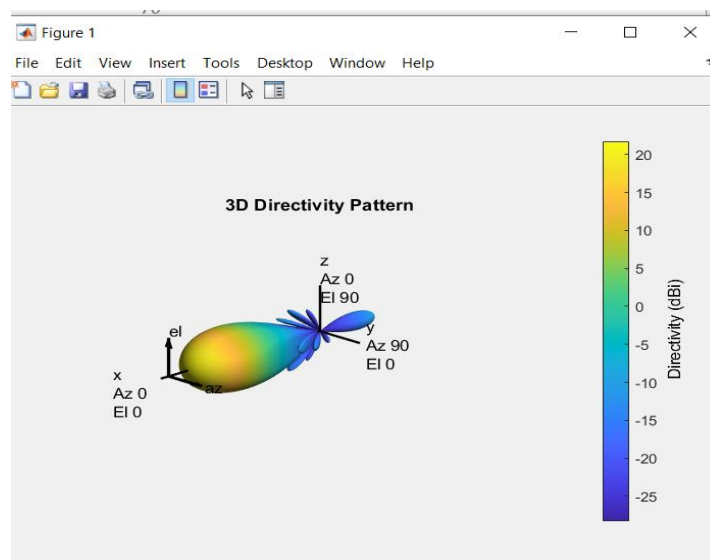 Figure 1
File Edit View Insert Tools Desktop Window Help
3D Directivity Pattern
z
Az 0
El 90
y
Az 90
El 0
el
az
x
Az 0
El 0
20
15
10
5
0
-5
-10
-15
-20
-25
Directivity (dBi)